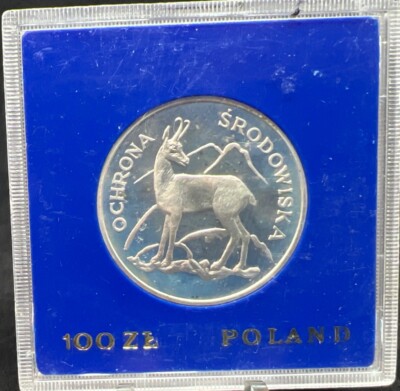 OCHRONA ŚRODOWISKA
100 ZŁ POLAND